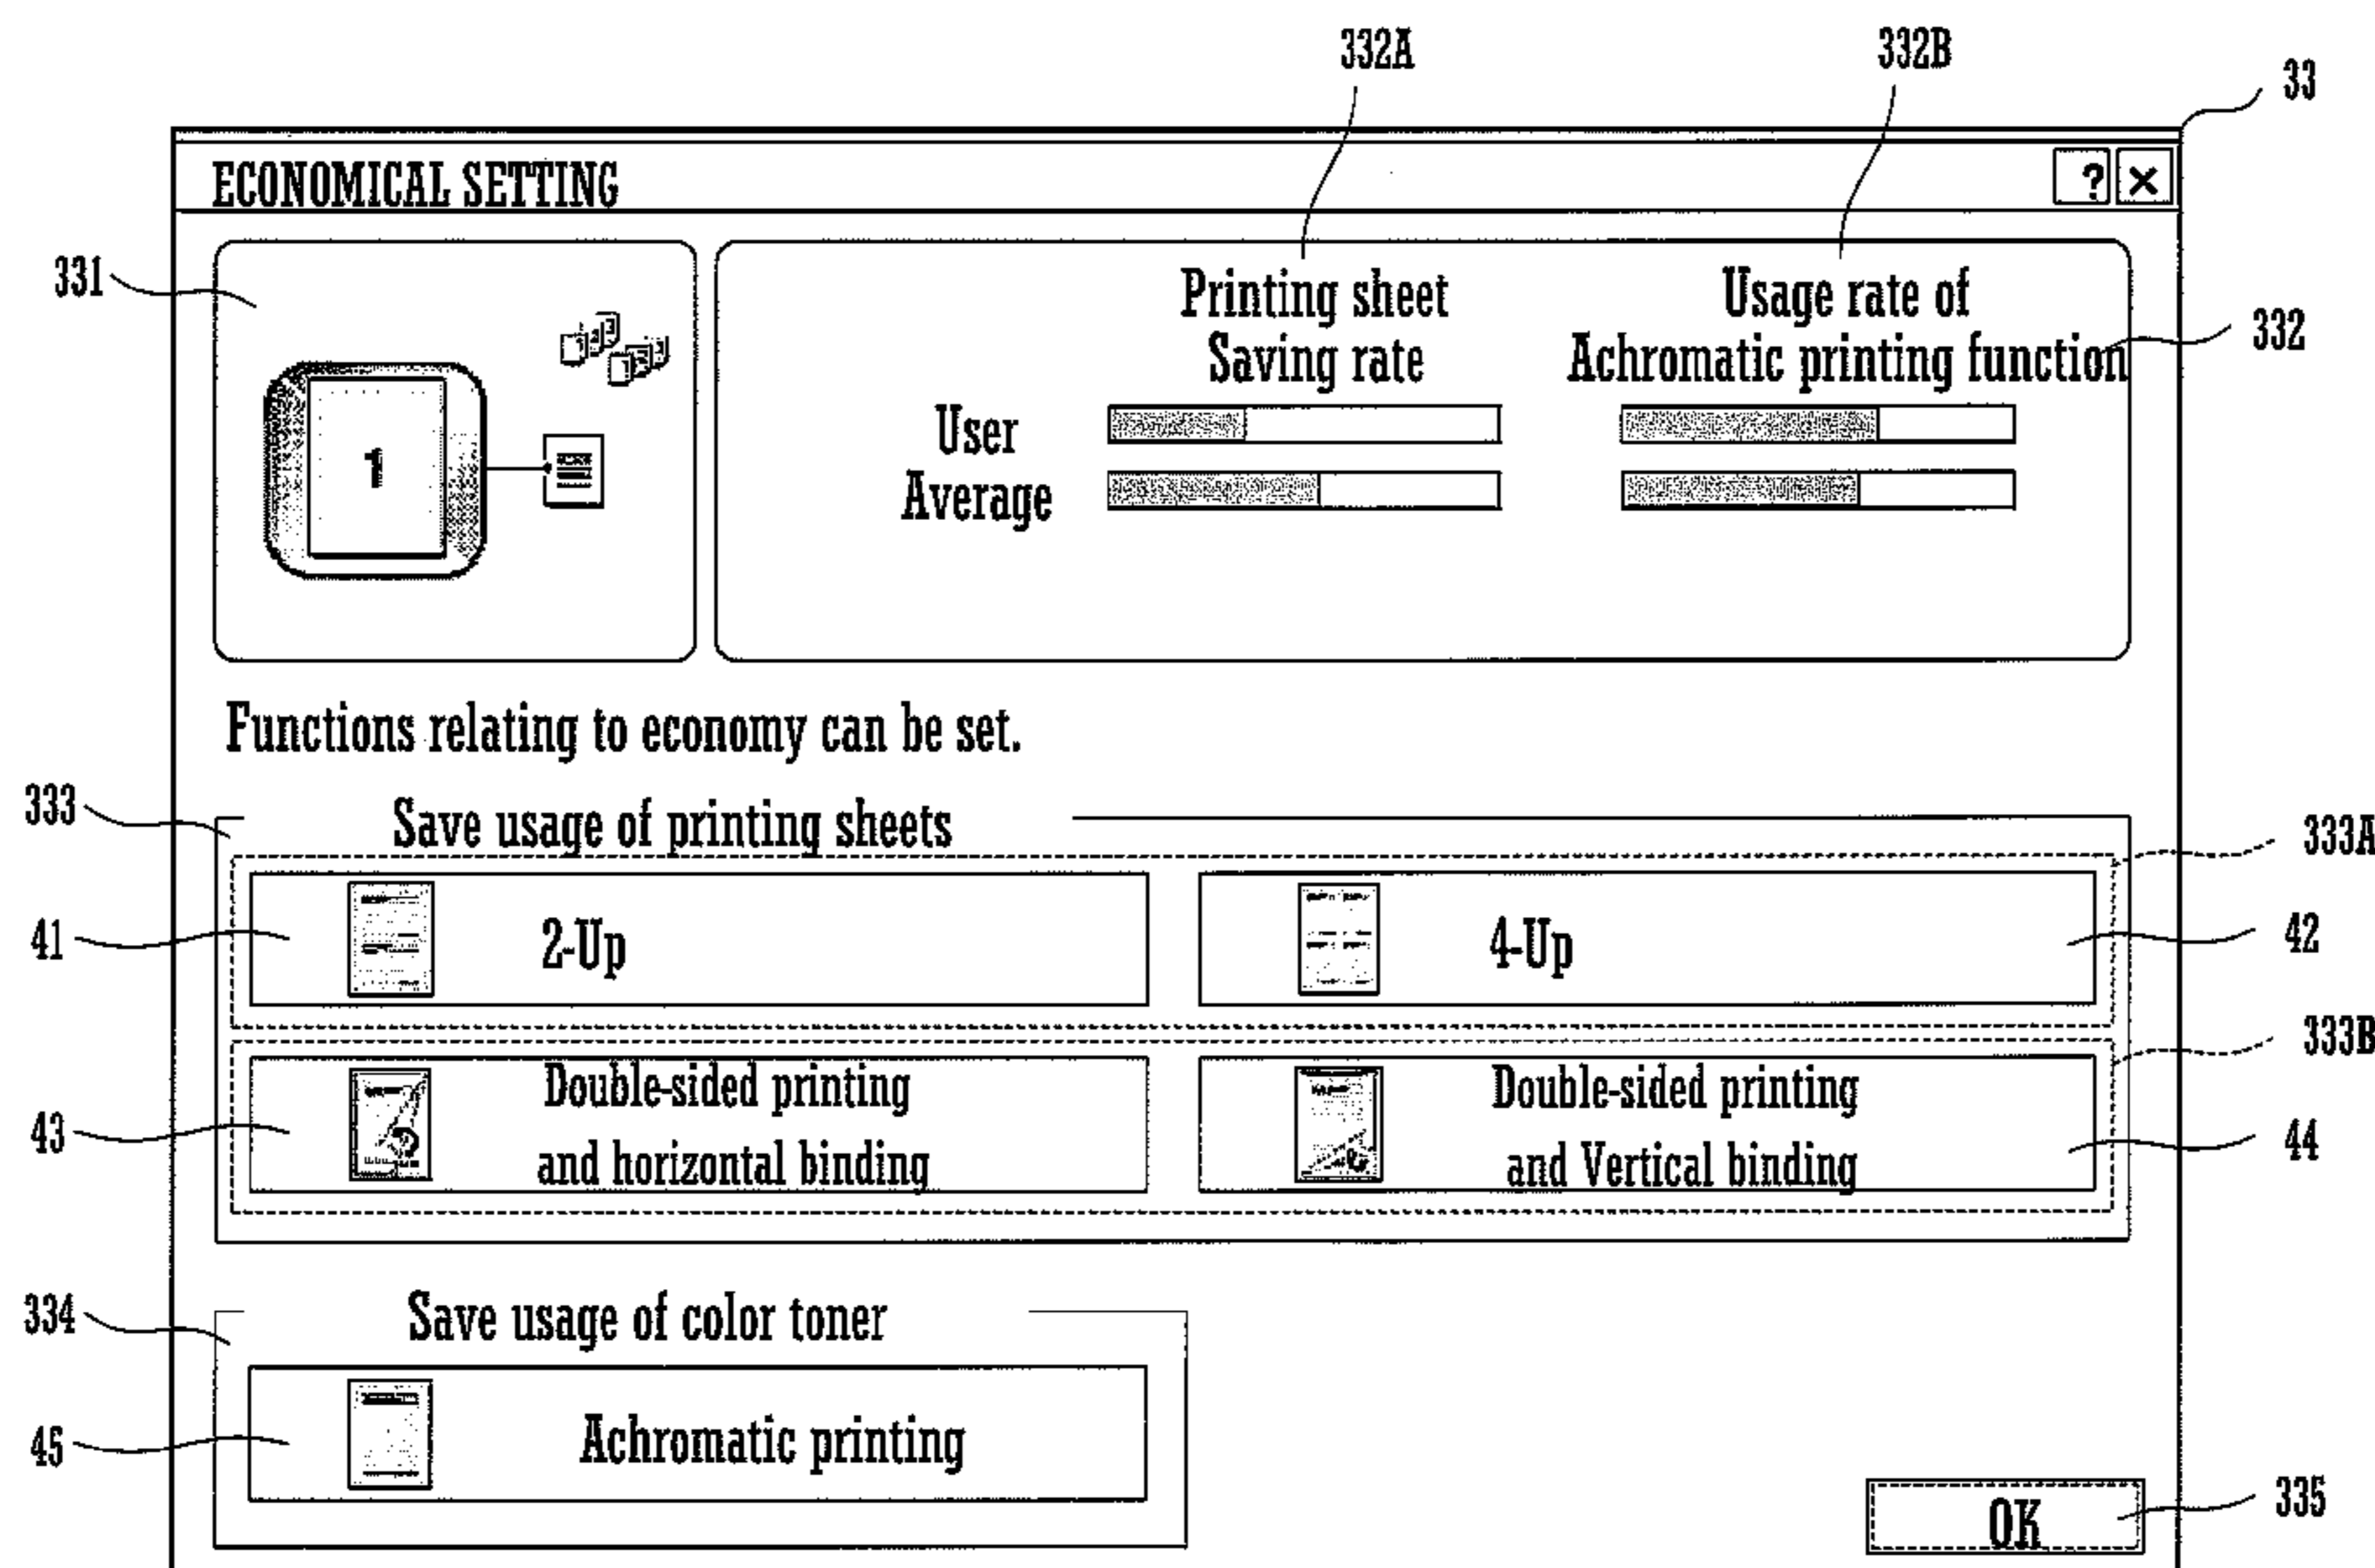 332A
332B
33
ECONOMICAL SETTING
?
×
331
1
Printing sheet
Saving rate
Usage rate of
Achromatic printing function
332
User
Average
Functions relating to economy can be set.
333
Save usage of printing sheets
333A
41
2-Up
4-Up
42
333B
43
Double-sided printing
and horizontal binding
Double-sided printing
and Vertical binding
44
334
Save usage of color toner
45
Achromatic printing
OK
335